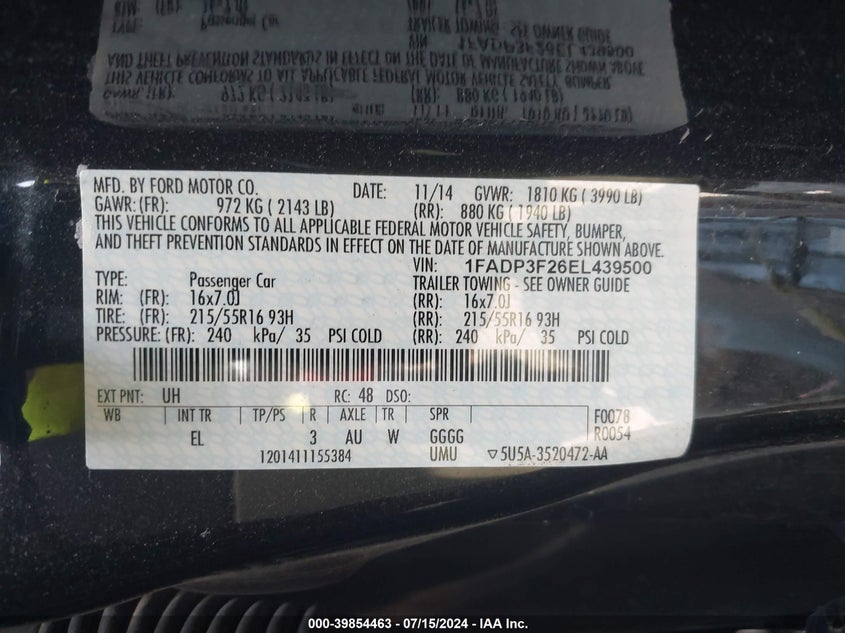 MFD. BY FORD MOTOR CO. DATE: 11/14 GVWR: 1810 KG ( 3990 LB)
GAWR: (FR): 972 KG ( 2143 LB) (RR): 880 KG ( 1940 LB)
THIS VEHICLE CONFORMS TO ALL APPLICABLE FEDERAL MOTOR VEHICLE SAFETY, BUMPER,
AND THEFT PREVENTION STANDARDS IN EFFECT ON THE DATE OF MANUFACTURE SHOWN ABOVE.
VIN: 1FADP3F26EL439500
TYPE: Passenger Car TRAILER TOWING - SEE OWNER GUIDE
RIM: (FR): 16x7.0J (RR): 16x7.0J
TIRE: (FR): 215/55R16 93H (RR): 215/55R16 93H
PRESSURE: (FR): 240 kPa/ 35 PSI COLD (RR): 240 kPa/ 35 PSI COLD
EXT PNT: UH RC: 48 DSO:
WB INT TR TP/PS R AXLE TR SPR F0078
EL 3 AU W GGGG R0054
1201411155384 UMU ▽5U5A-3520472-AA
000-39854463 - 07/15/2024 - IAA Inc.